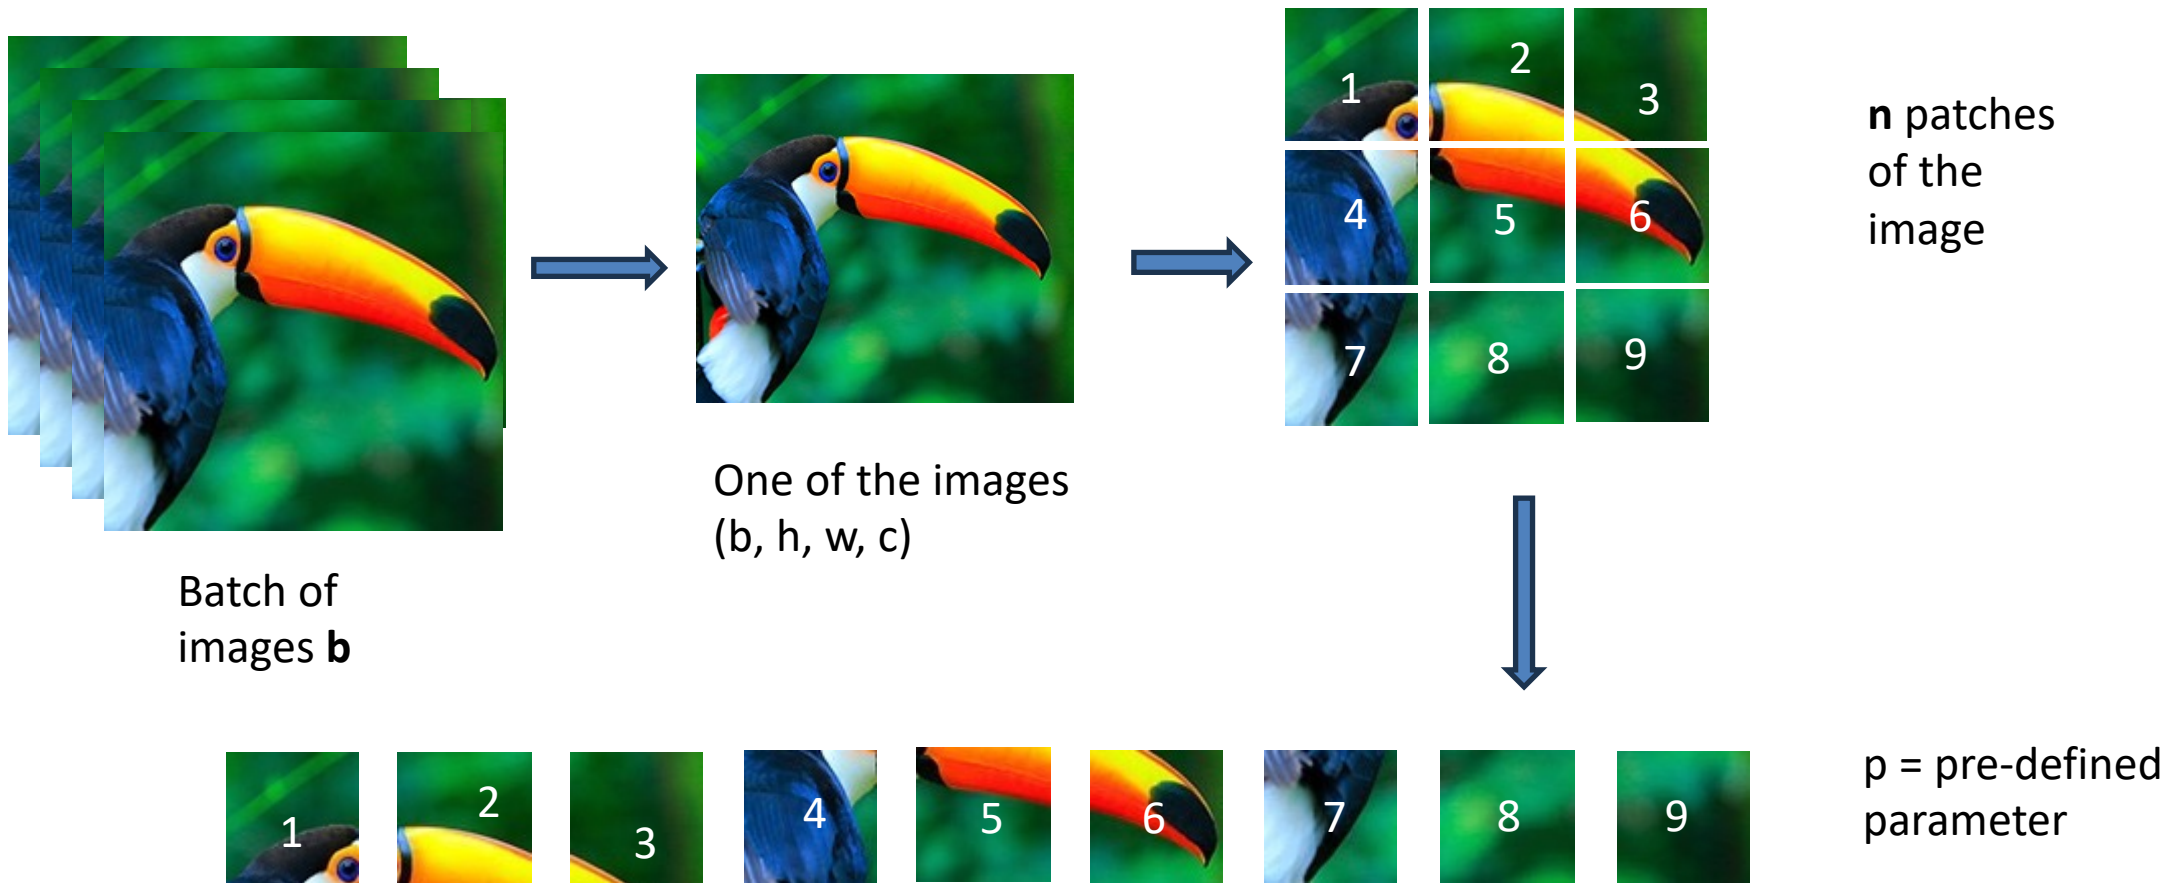 Batch of
images b
One of the images
(b, h, w, c)
1
2
3
4
5
6
7
8
9
n patches
of the
image
1
2
3
4
5
6
7
8
9
p = pre-defined
parameter